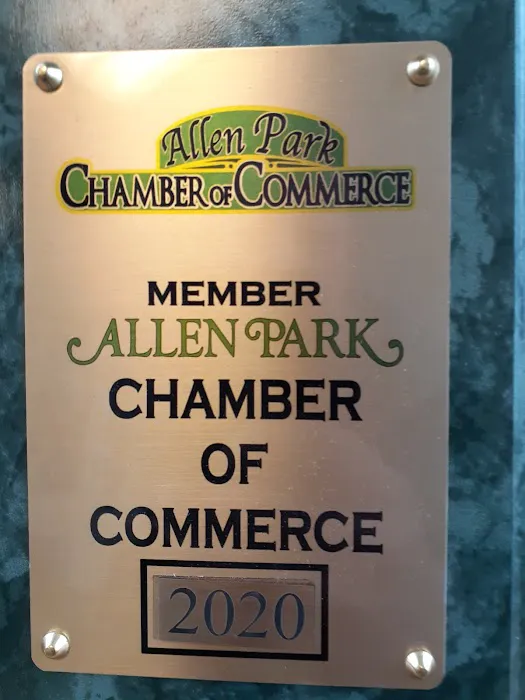 Allen Park
CHAMBER OF COMMERCE
MEMBER
ALLEN PARK
CHAMBER
OF
COMMERCE
2020